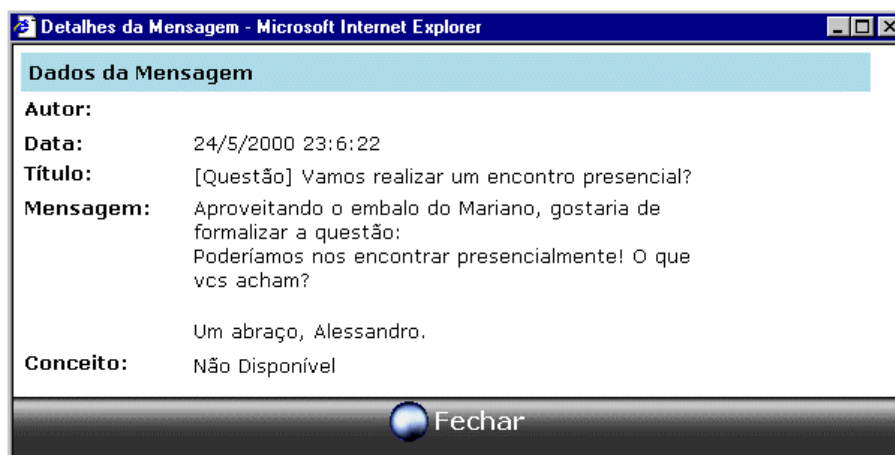 Detalhes da Mensagem - Microsoft Internet Explorer
Dados da Mensagem
Autor:
Data: 24/5/2000 23:6:22
Título: [Questão] Vamos realizar um encontro presencial?
Mensagem: Aproveitando o embalo do Mariano, gostaria de
formalizar a questão:
Poderíamos nos encontrar presencialmente! O que
vcs acham?
Um abraço, Alessandro.
Conceito: Não Disponível
Fechar